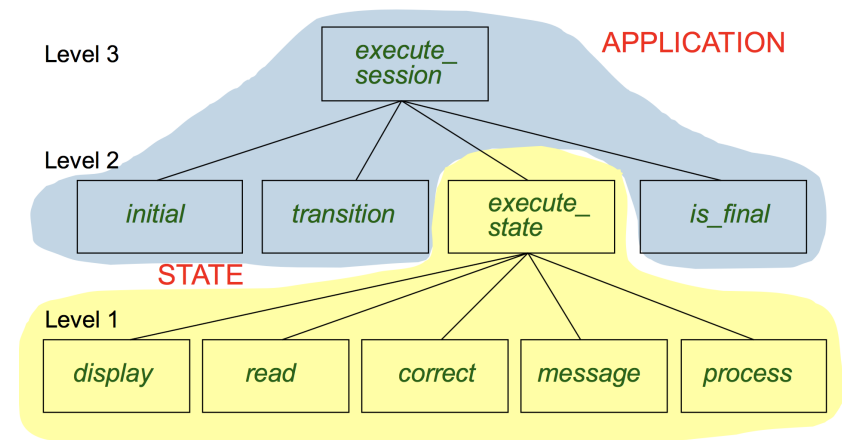 Level 3
execute_
session
APPLICATION
Level 2
initial
transition
execute_
state
is_final
STATE
Level 1
display
read
correct
message
process